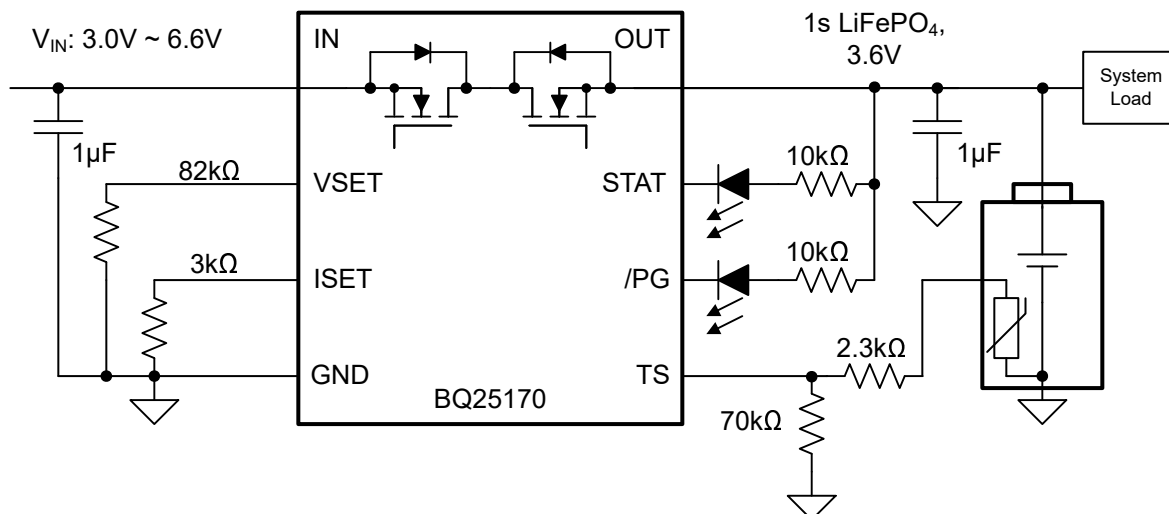 V_IN: 3.0V ~ 6.6V
IN
OUT
1s LiFePO₄,
3.6V
System
Load
1µF
82kΩ
VSET
STAT
10kΩ
1µF
3kΩ
ISET
/PG
10kΩ
GND
TS
2.3kΩ
BQ25170
70kΩ